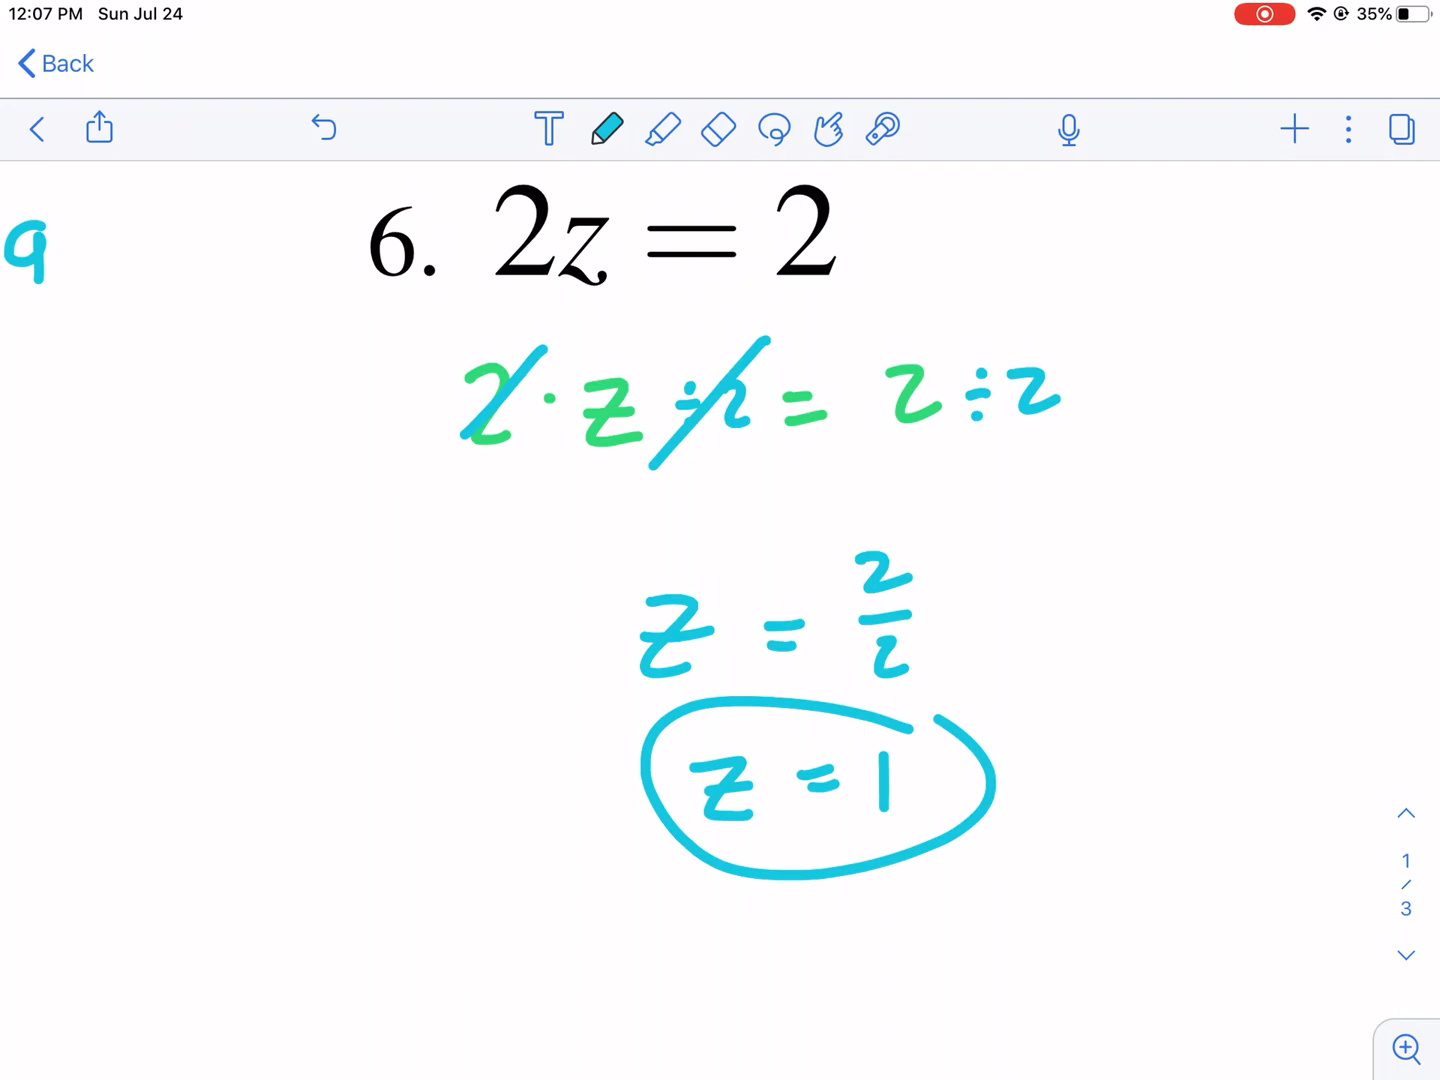 12:07 PM Sun Jul 24
35%
Back
9
6. 2z = 2
2 · z ÷ 2 = 2 ÷ 2
z = 2/2
z = 1
1
/
3